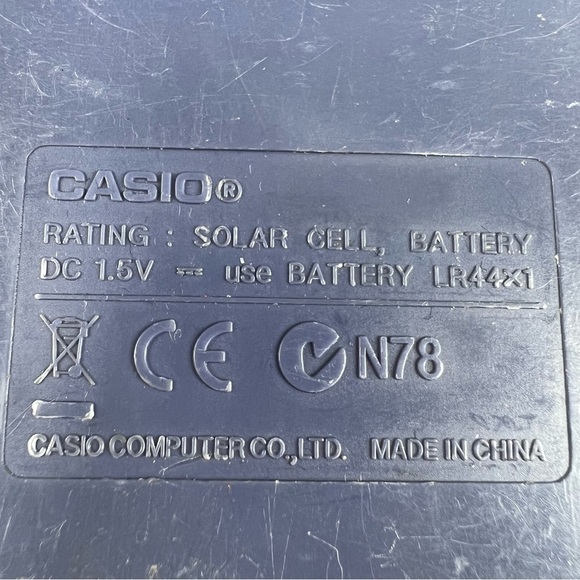 CASIO®
RATING : SOLAR CELL, BATTERY
DC 1.5V ⎓ use BATTERY LR44×1
CE N78
CASIO COMPUTER CO.,LTD. MADE IN CHINA